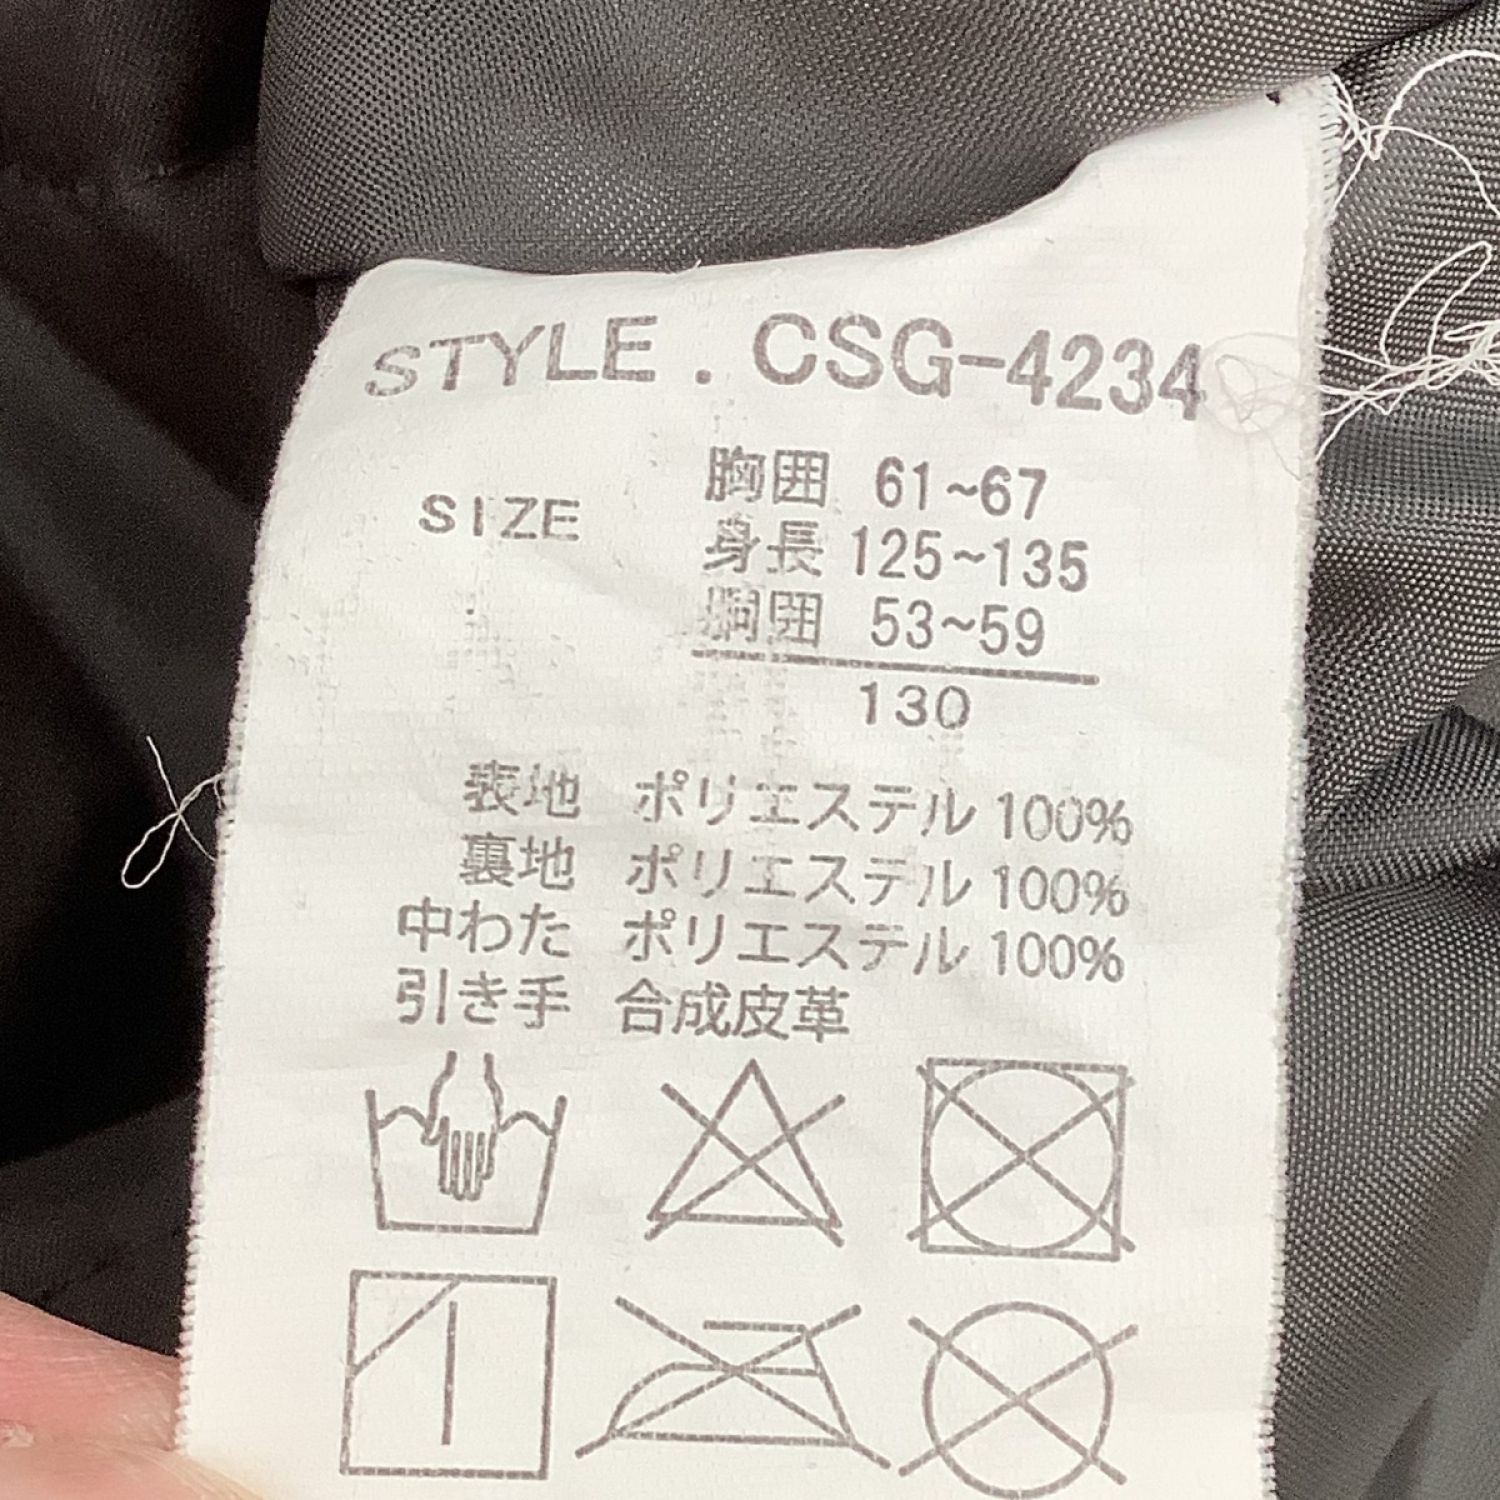 STYLE . CSG-4234
SIZE
胸囲 61~67
身長 125~135
胴囲 53~59
130
表地 ポリエステル 100%
裏地 ポリエステル 100%
中わた ポリエステル 100%
引き手 合成皮革